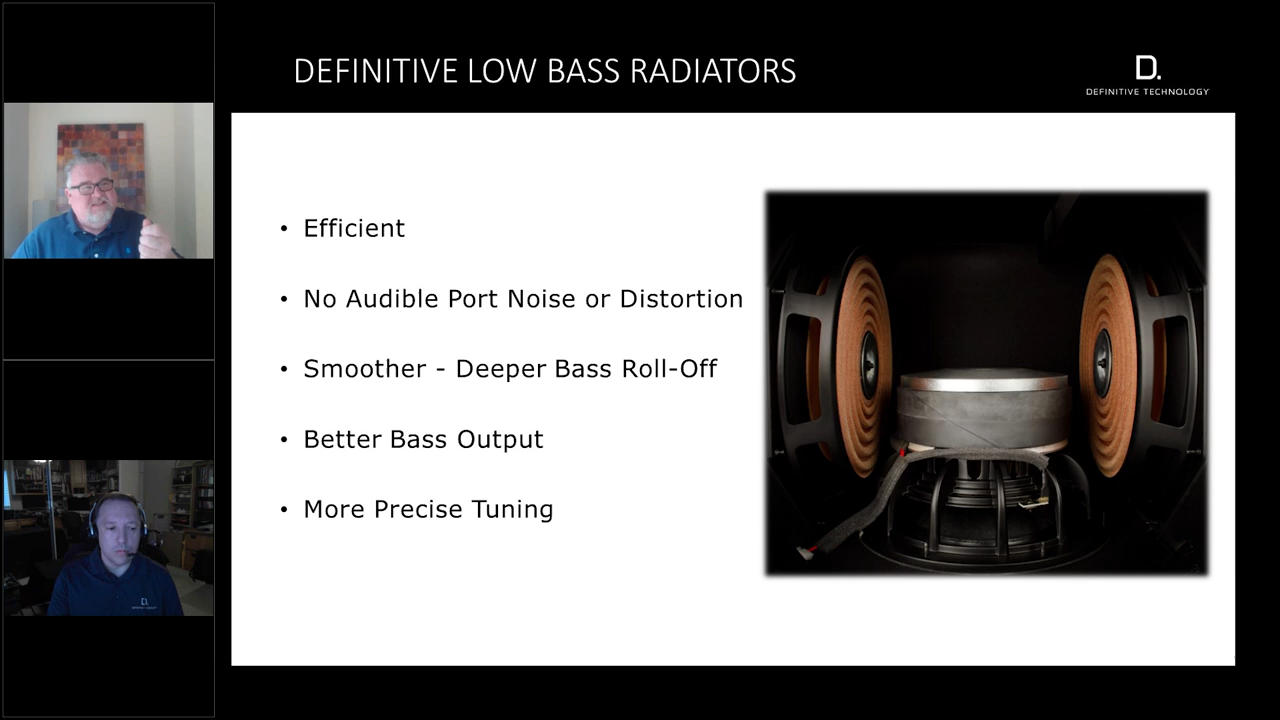 DEFINITIVE LOW BASS RADIATORS
D.
DEFINITIVE TECHNOLOGY
• Efficient
• No Audible Port Noise or Distortion
• Smoother - Deeper Bass Roll-Off
• Better Bass Output
• More Precise Tuning
D.